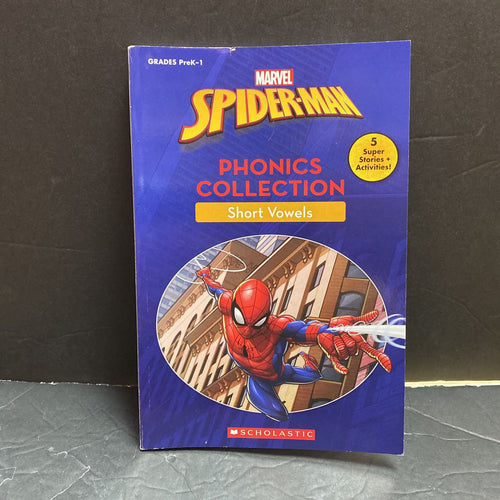 GRADES PreK–1
MARVEL
SPIDER-MAN
5
Super
Stories +
Activities!
PHONICS
COLLECTION
Short Vowels
SCHOLASTIC